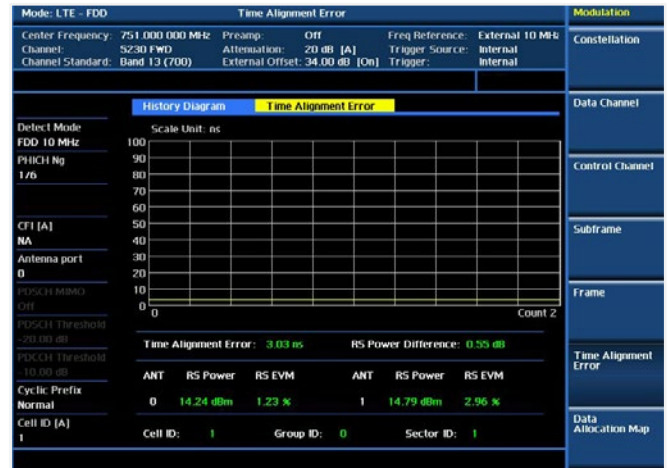 Mode: LTE - FDD Time Alignment Error Modulation
Center Frequency: 751.000 000 MHz Preamp: Off Freq Reference: External 10 MHz
Channel: 5230 FWD Attenuation: 20 dB [A] Trigger Source: Internal
Channel Standard: Band 13 (700) External Offset: 34.00 dB [On] Trigger: Internal
Constellation
History Diagram Time Alignment Error
Data Channel
Detect Mode
FDD 10 MHz
Scale Unit: ns
100
90
80
70
60
50
40
30
20
10
0
0 Count 2
PHICH Ng
1/6
Control Channel
CFI [A]
NA
Subframe
Antenna port
0
PDSCH MIMO
Off
Frame
PDSCH Threshold
-20.00 dB
Time Alignment Error: 3.03 ns RS Power Difference: 0.55 dB
PDCCH Threshold
-10.00 dB
Time Alignment
Error
ANT RS Power RS EVM ANT RS Power RS EVM
Cyclic Prefix
Normal
0 14.24 dBm 1.23 % 1 14.79 dBm 2.96 %
Cell ID [A]
1
Cell ID: 1 Group ID: 0 Sector ID: 1
Data
Allocation Map